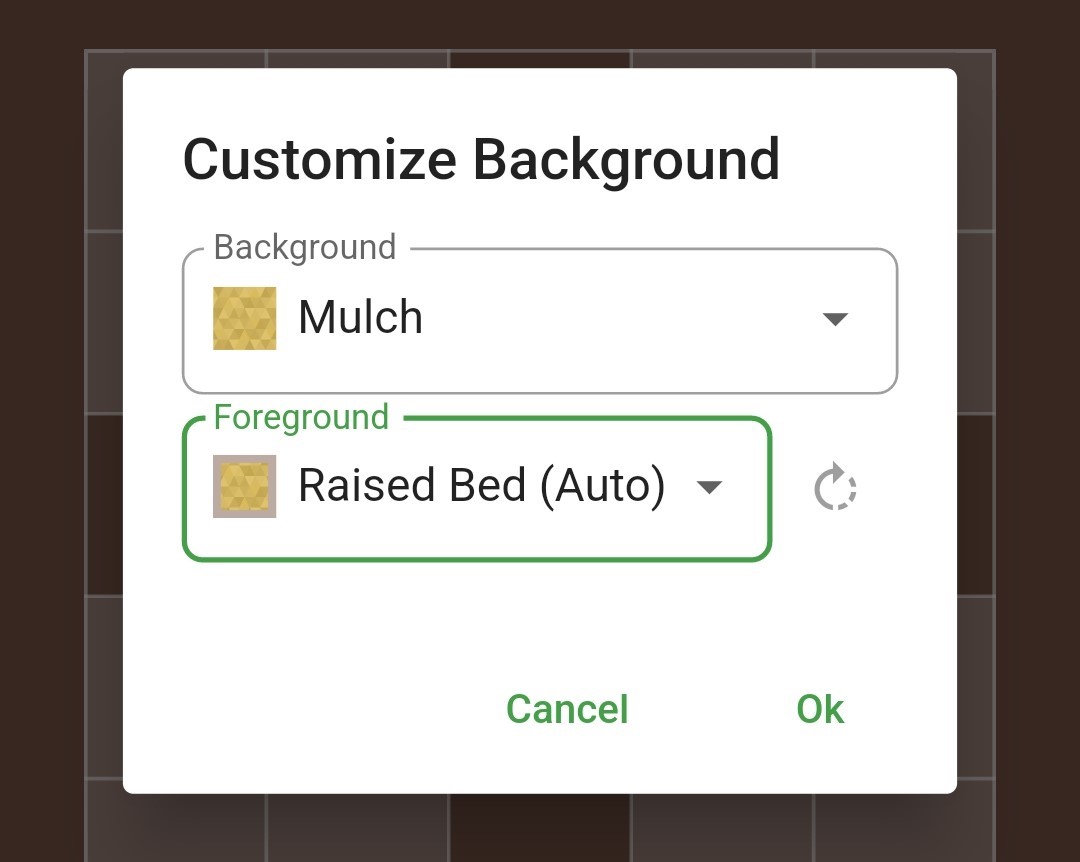 Customize Background
Background
Mulch
Foreground
Raised Bed (Auto)
Cancel
Ok